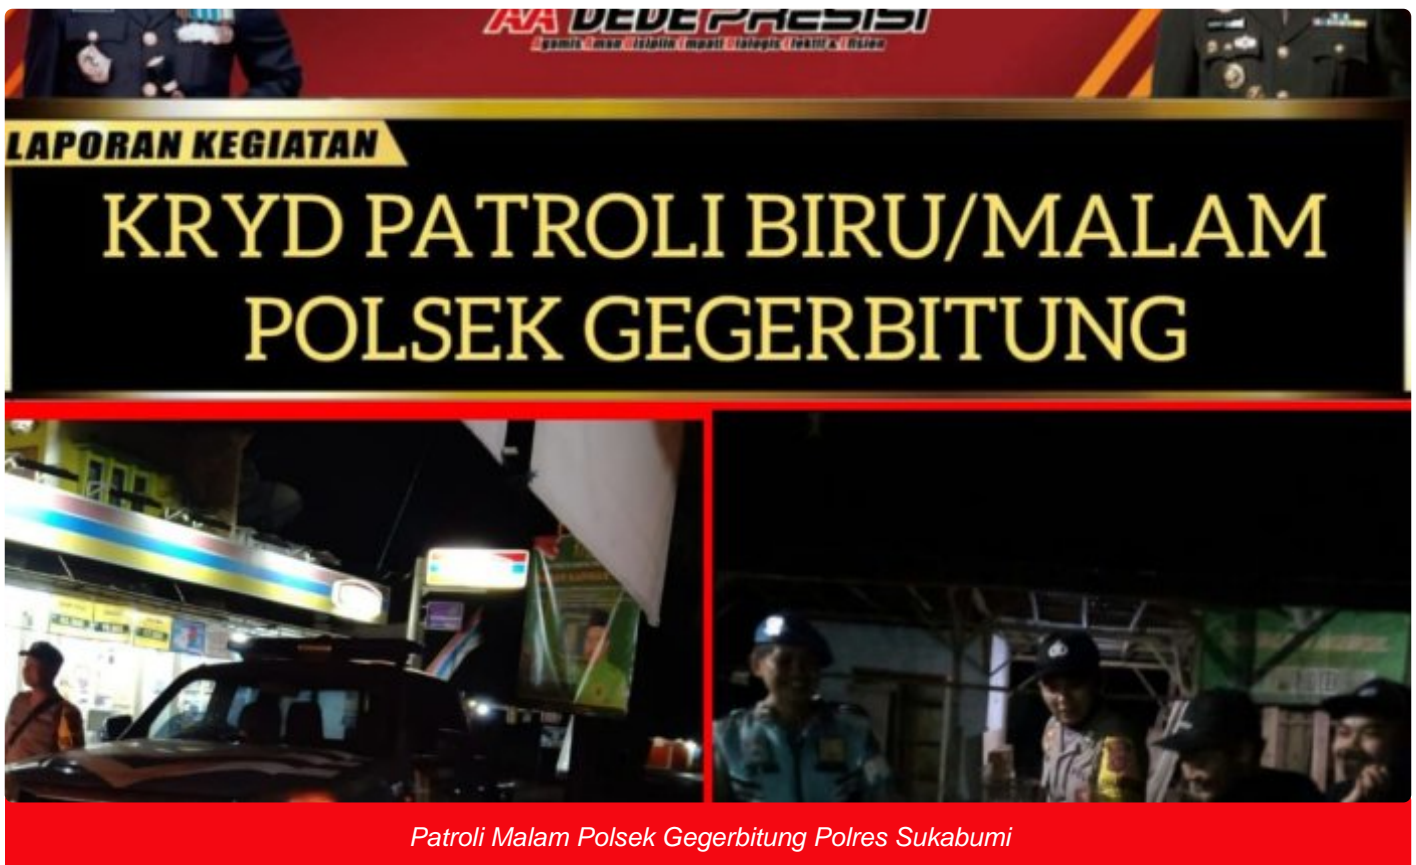 AA DEDE PRESISI
LAPORAN KEGIATAN
KRYD PATROLI BIRU/MALAM
POLSEK GEGERBITUNG
Patroli Malam Polsek Gegerbitung Polres Sukabumi